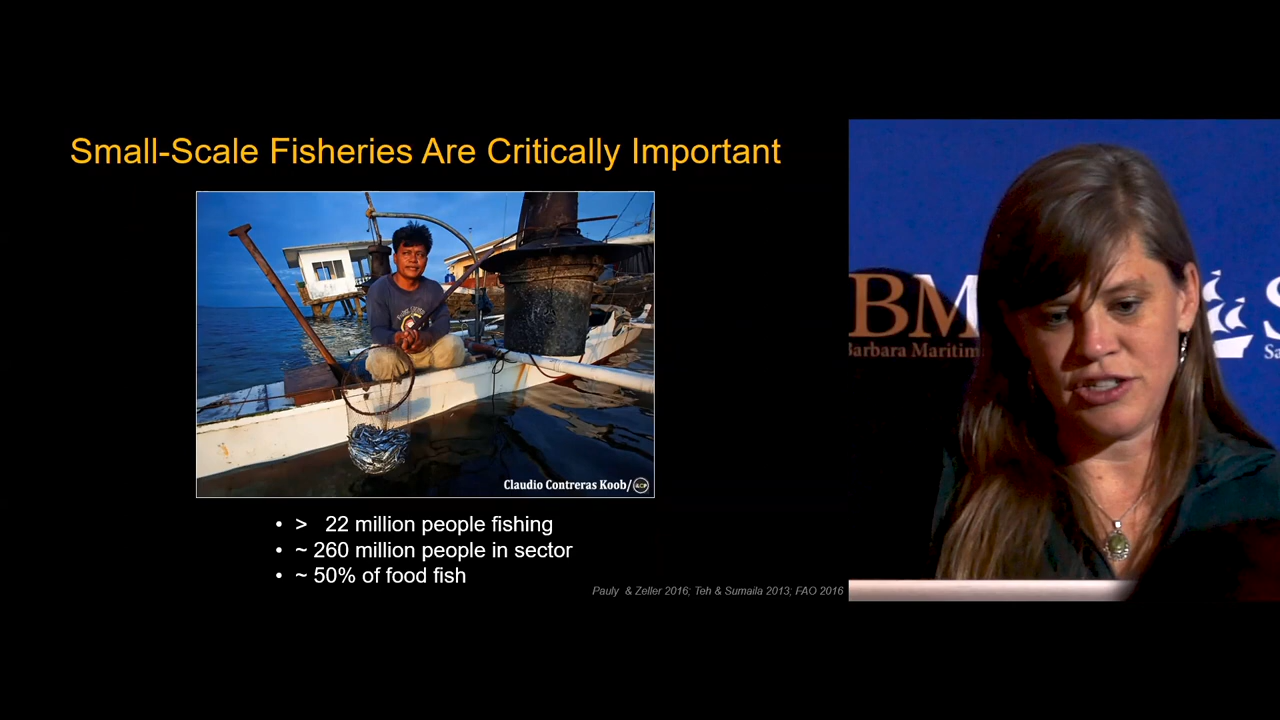 Small-Scale Fisheries Are Critically Important
Claudio Contreras Koob/
• > 22 million people fishing
• ~ 260 million people in sector
• ~ 50% of food fish
Pauly & Zeller 2016; Teh & Sumaila 2013; FAO 2016
BM
Barbara Maritim
S
Sa